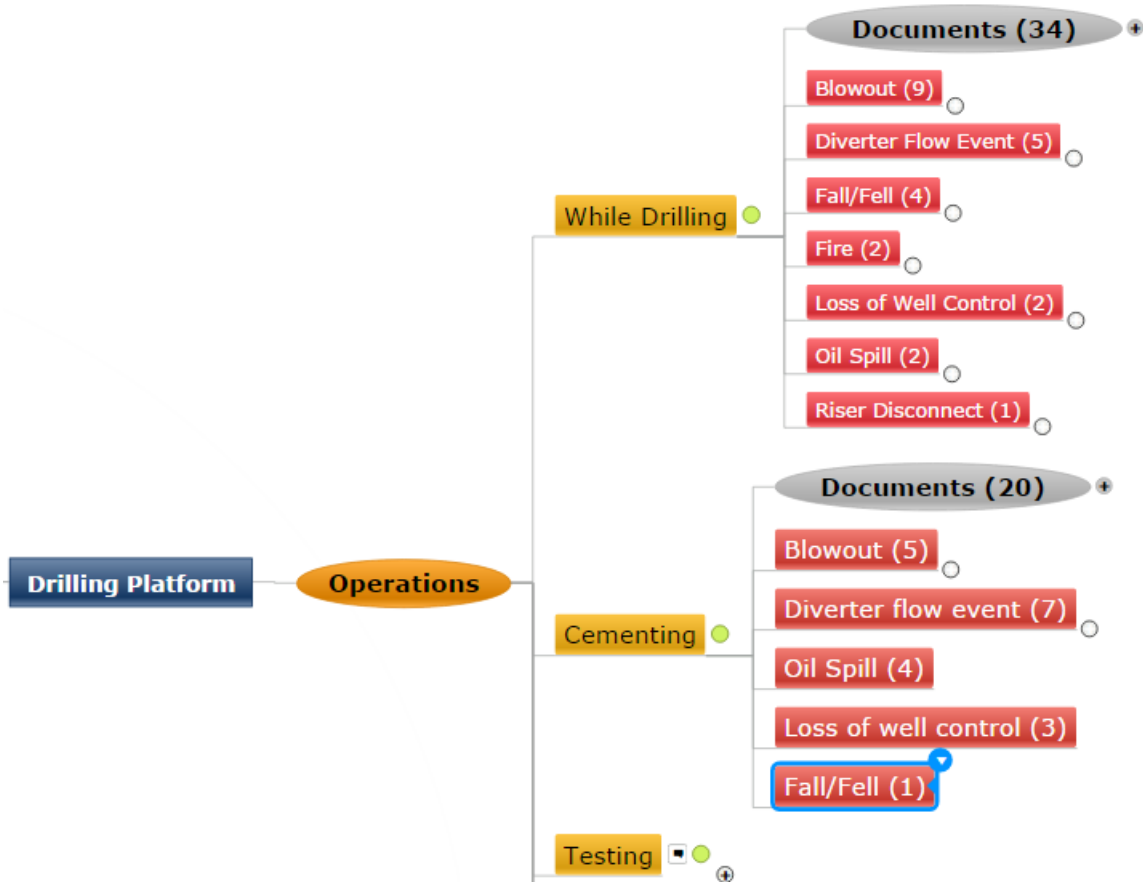 Documents (34)
Blowout (9)
Diverter Flow Event (5)
While Drilling
Fall/Fell (4)
Fire (2)
Loss of Well Control (2)
Oil Spill (2)
Riser Disconnect (1)
Documents (20)
Blowout (5)
Drilling Platform
Operations
Diverter flow event (7)
Cementing
Oil Spill (4)
Loss of well control (3)
Fall/Fell (1)
Testing